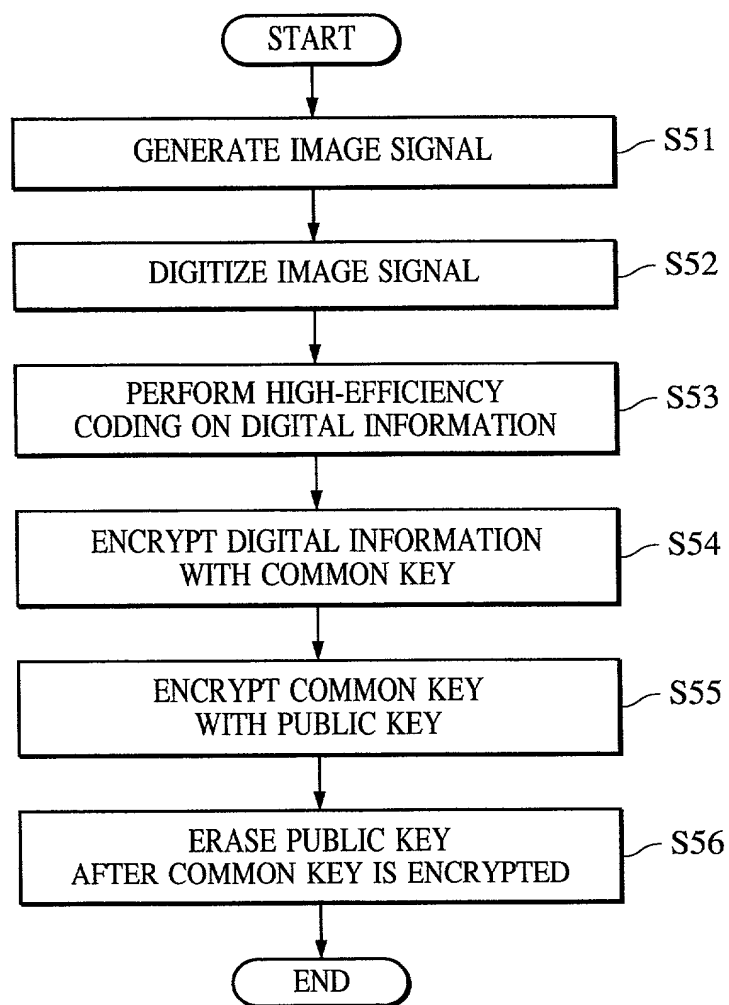 START
GENERATE IMAGE SIGNAL
S51
DIGITIZE IMAGE SIGNAL
S52
PERFORM HIGH-EFFICIENCY
CODING ON DIGITAL INFORMATION
S53
ENCRYPT DIGITAL INFORMATION
WITH COMMON KEY
S54
ENCRYPT COMMON KEY
WITH PUBLIC KEY
S55
ERASE PUBLIC KEY
AFTER COMMON KEY IS ENCRYPTED
S56
END